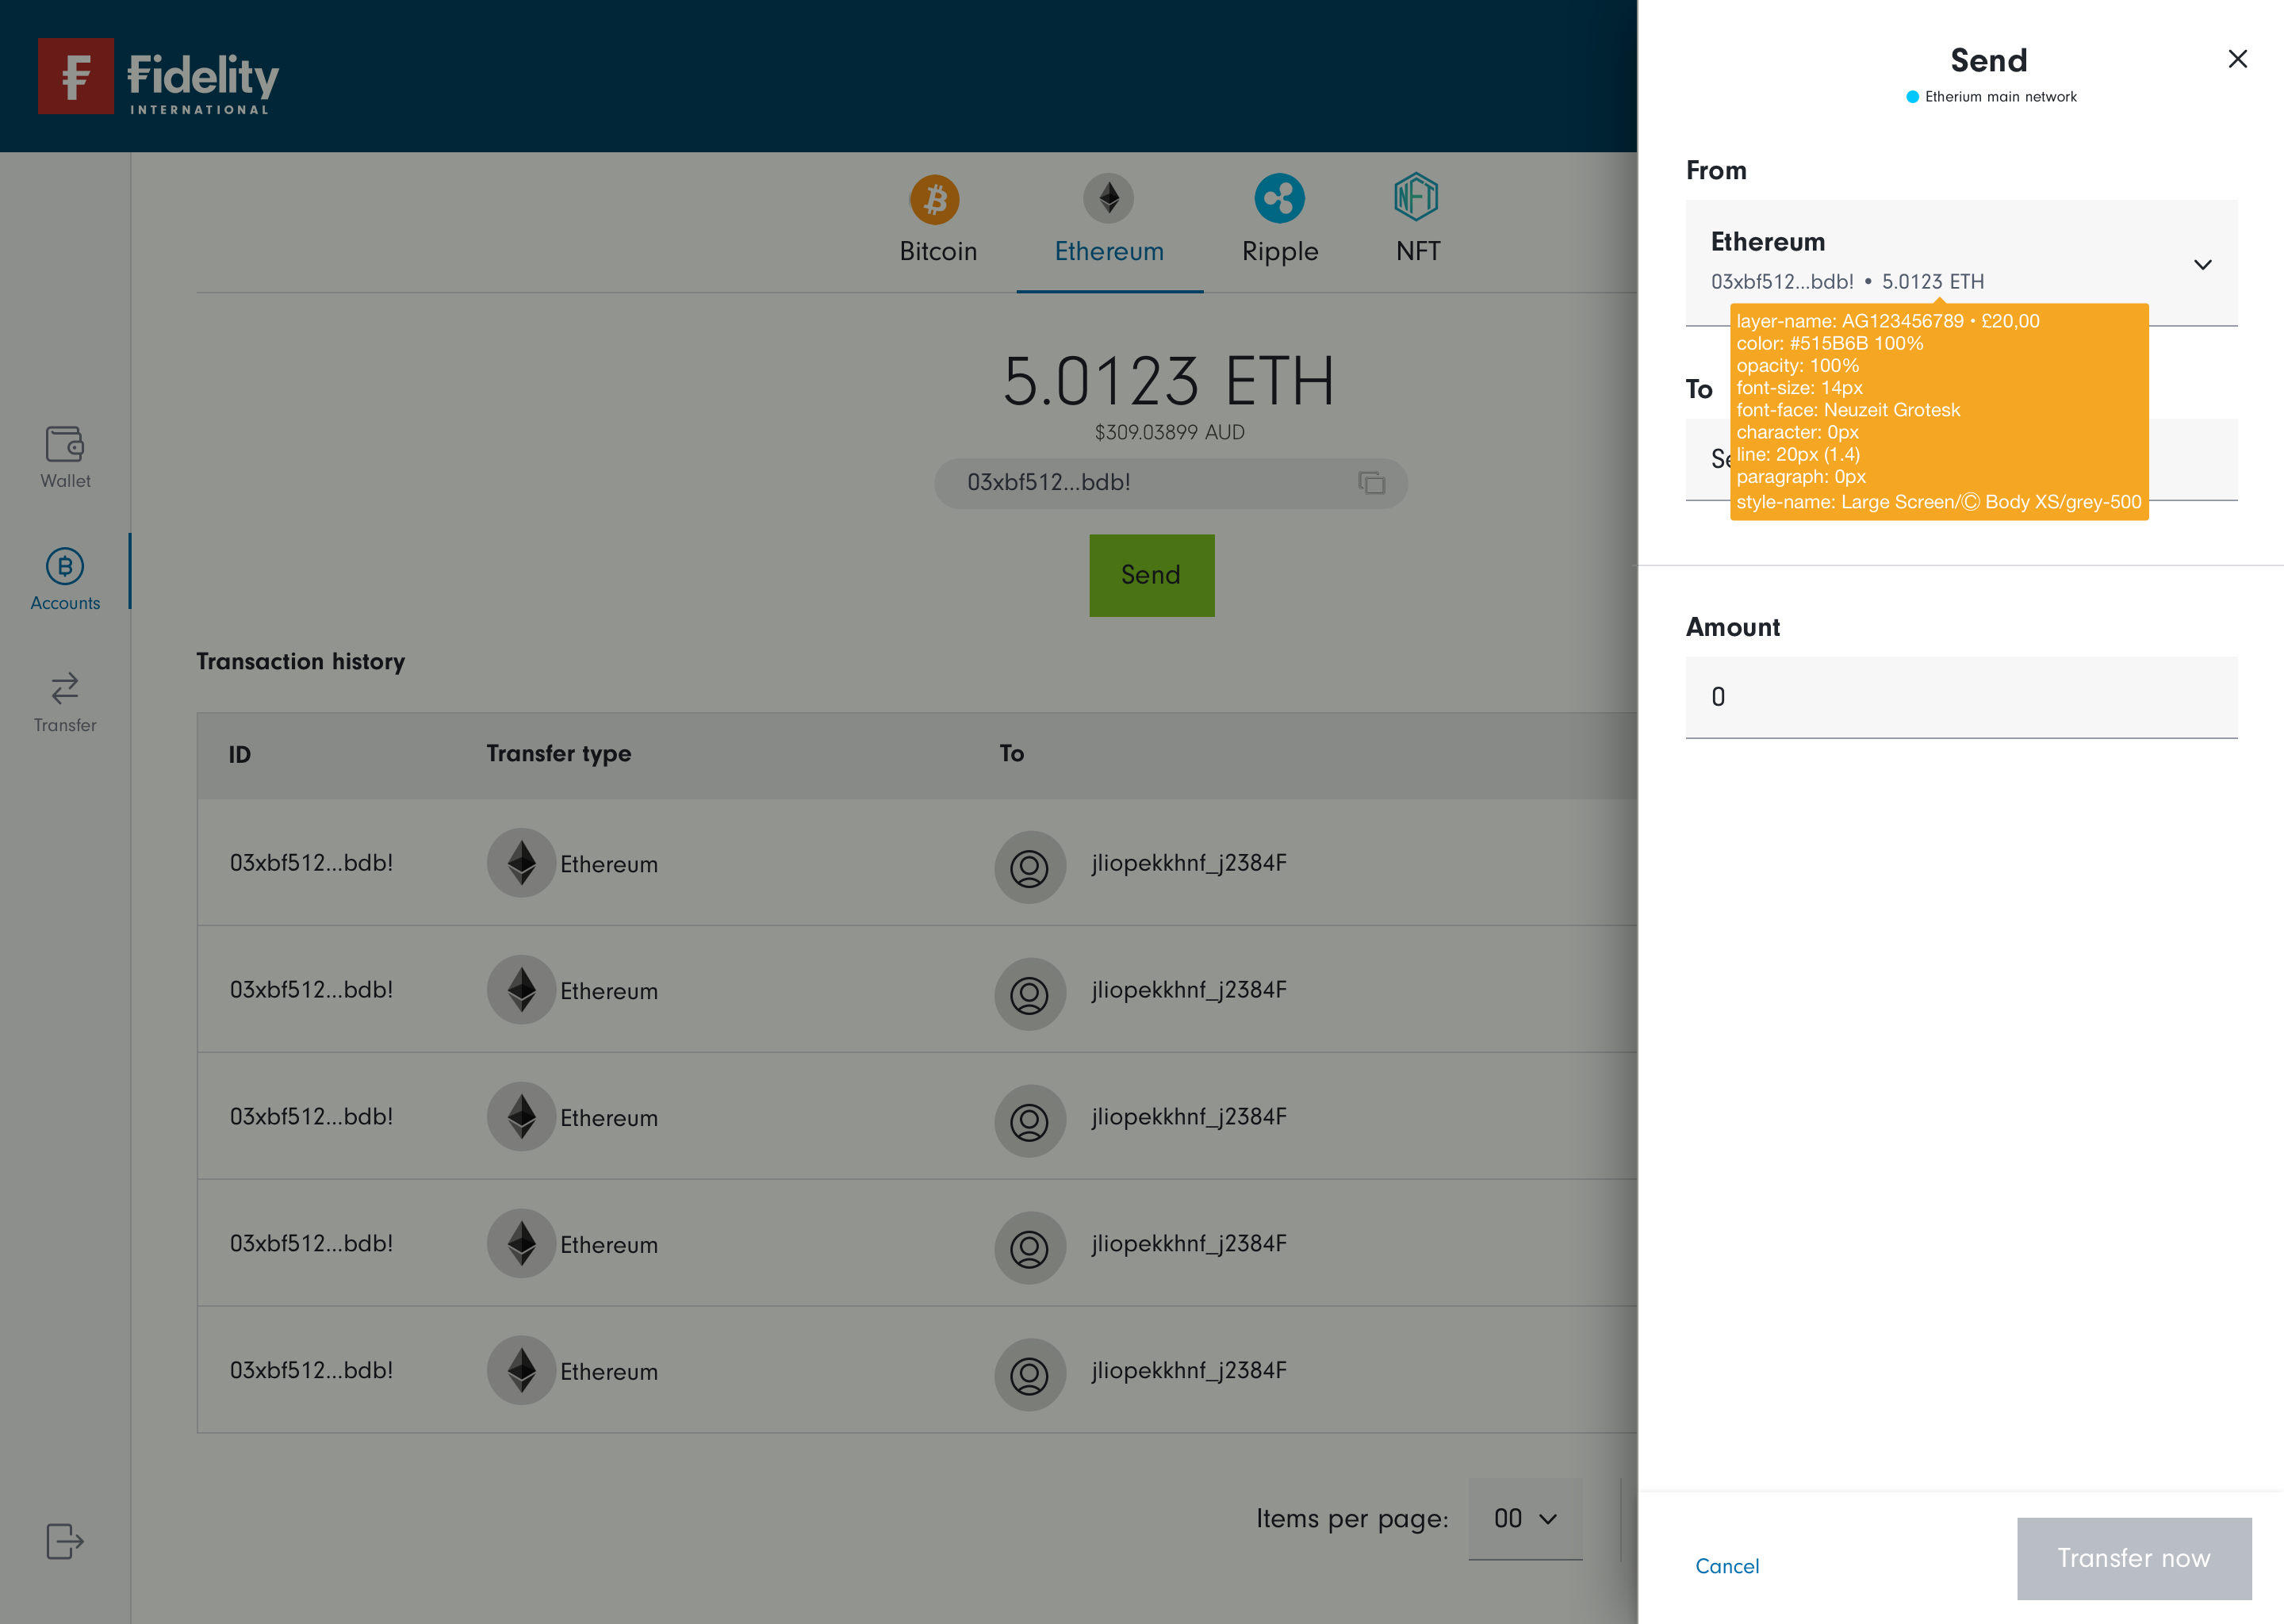 Fidelity
INTERNATIONAL
Wallet
Accounts
Transfer
Bitcoin
Ethereum
Ripple
NFT
5.0123 ETH
$309.03899 AUD
03xbf512...bdb!
Send
Transaction history
ID Transfer type To
03xbf512...bdb! Ethereum jliopekkhnf_j2384F
03xbf512...bdb! Ethereum jliopekkhnf_j2384F
03xbf512...bdb! Ethereum jliopekkhnf_j2384F
03xbf512...bdb! Ethereum jliopekkhnf_j2384F
03xbf512...bdb! Ethereum jliopekkhnf_j2384F
Items per page: 00
Send
Etherium main network
From
Ethereum
03xbf512...bdb! • 5.0123 ETH
layer-name: AG123456789 • £20,00
color: #515B6B 100%
opacity: 100%
font-size: 14px
font-face: Neuzeit Grotesk
character: 0px
line: 20px (1.4)
paragraph: 0px
style-name: Large Screen/Ⓒ Body XS/grey-500
To
Amount
0
Cancel
Transfer now